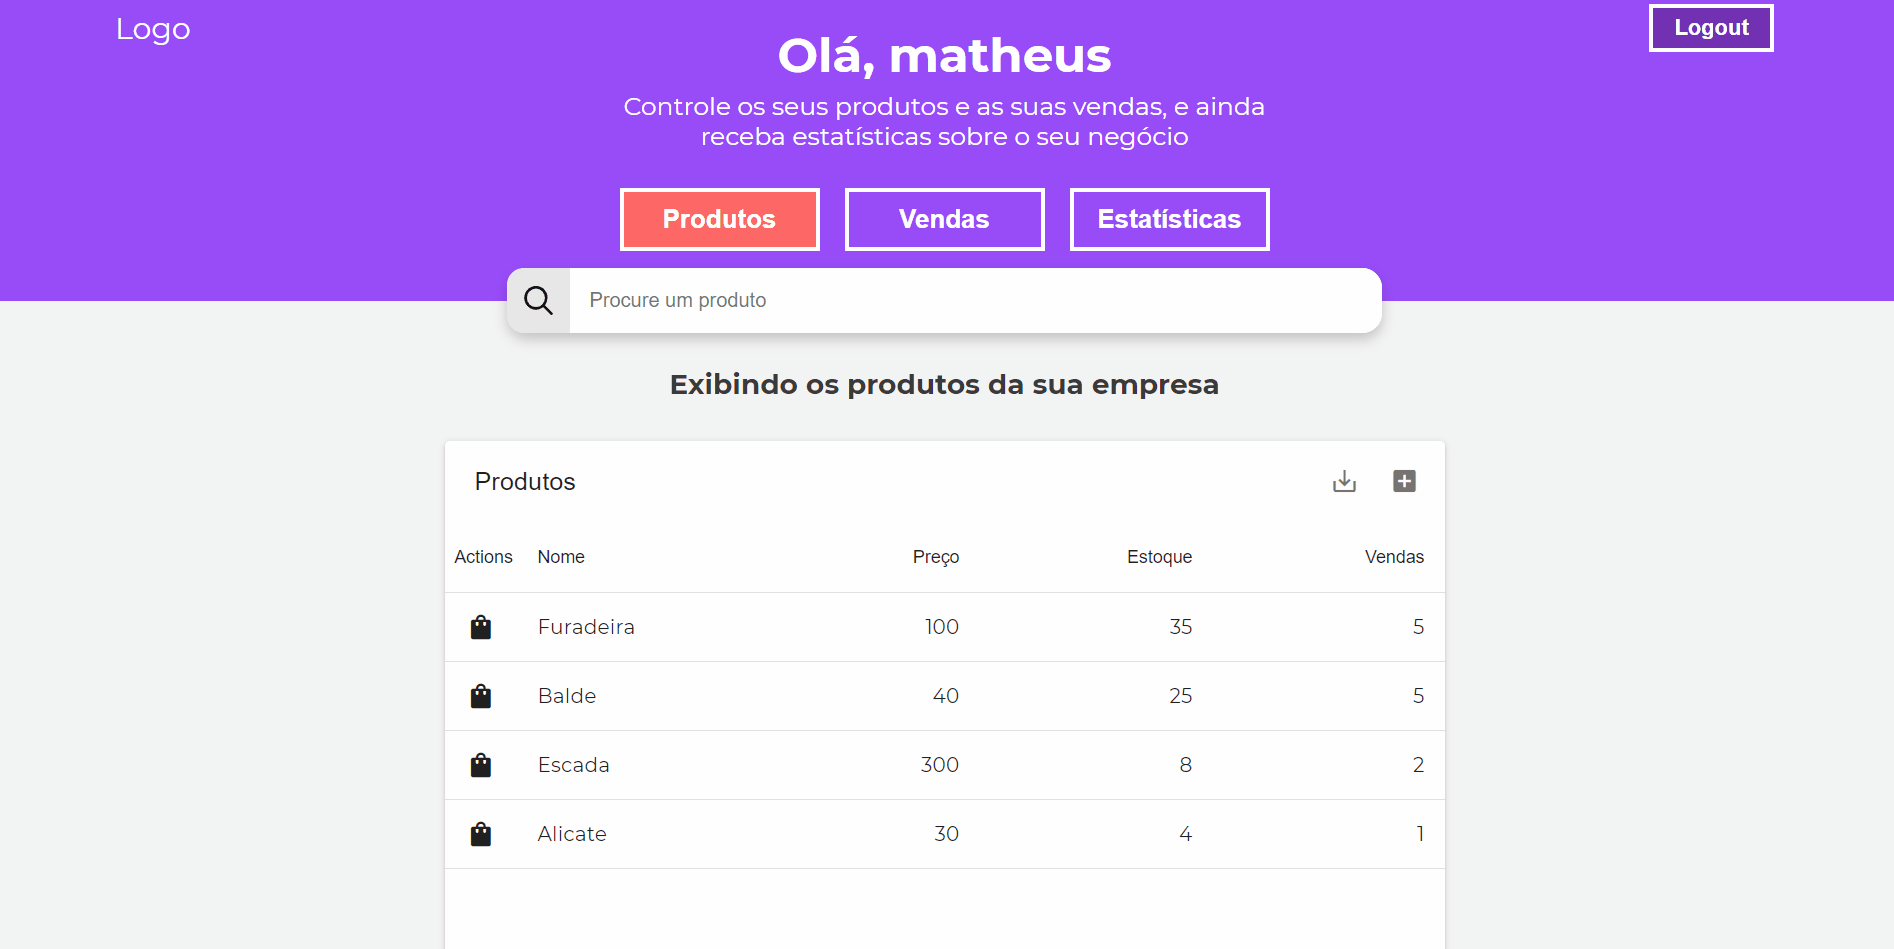 Logo
Logout
Olá, matheus
Controle os seus produtos e as suas vendas, e ainda
receba estatísticas sobre o seu negócio
Produtos Vendas Estatísticas
Procure um produto
Exibindo os produtos da sua empresa
Produtos
Actions Nome Preço Estoque Vendas
Furadeira 100 35 5
Balde 40 25 5
Escada 300 8 2
Alicate 30 4 1